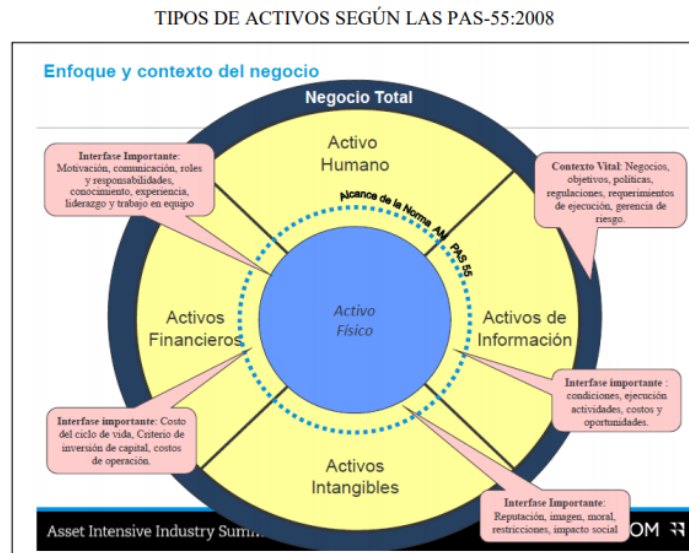 TIPOS DE ACTIVOS SEGÚN LAS PAS-55:2008
Enfoque y contexto del negocio
Negocio Total
Interfase Importante:
Motivación, comunicación, roles
y responsabilidades,
conocimiento, experiencia,
liderazgo y trabajo en equipo
Activo
Humano
Contexto Vital: Negocios,
objetivos, políticas,
regulaciones, requerimientos
de ejecución, gerencia de
riesgo.
Alcance de la Norma AM PAS 55
Activo
Físico
Activos
Financieros
Activos de
Información
Interfase importante: Costo
del ciclo de vida, Criterio de
inversión de capital, costos
de operación.
Interfase importante :
condiciones, ejecución
actividades, costos y
oportunidades.
Activos
Intangibles
Interfase Importante:
Reputación, imagen, moral,
restricciones, impacto social
Asset Intensive Industry
OM